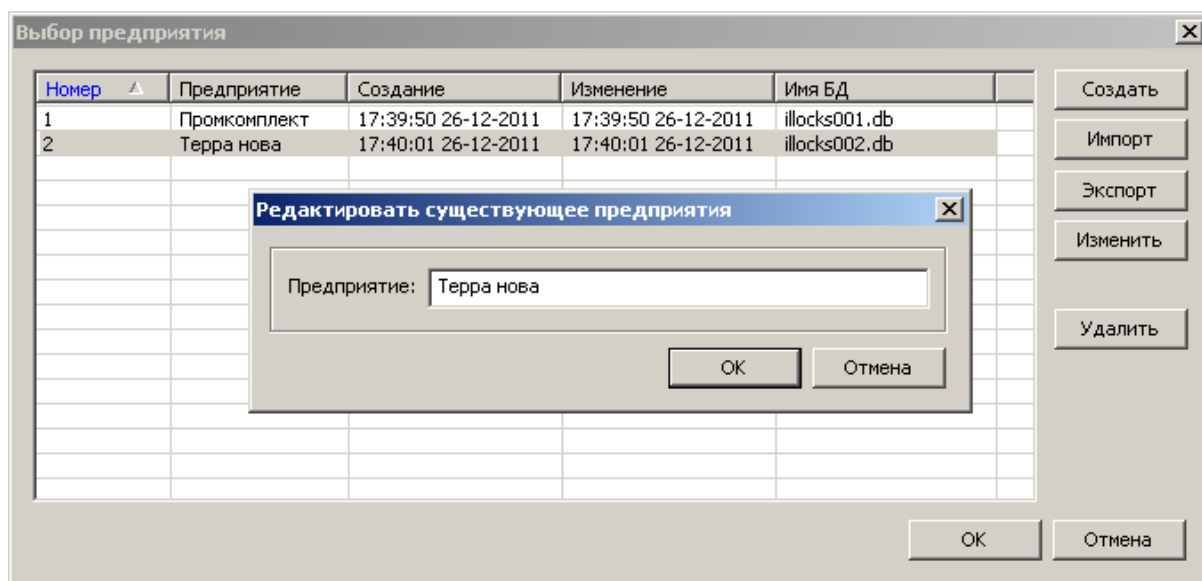 Выбор предприятия
Номер Предприятие Создание Изменение Имя БД
1 Промкомплект 17:39:50 26-12-2011 17:39:50 26-12-2011 illocks001.db
2 Терра нова 17:40:01 26-12-2011 17:40:01 26-12-2011 illocks002.db
Создать
Импорт
Экспорт
Изменить
Удалить
Редактировать существующее предприятия
Предприятие: Терра нова
OK Отмена
OK Отмена